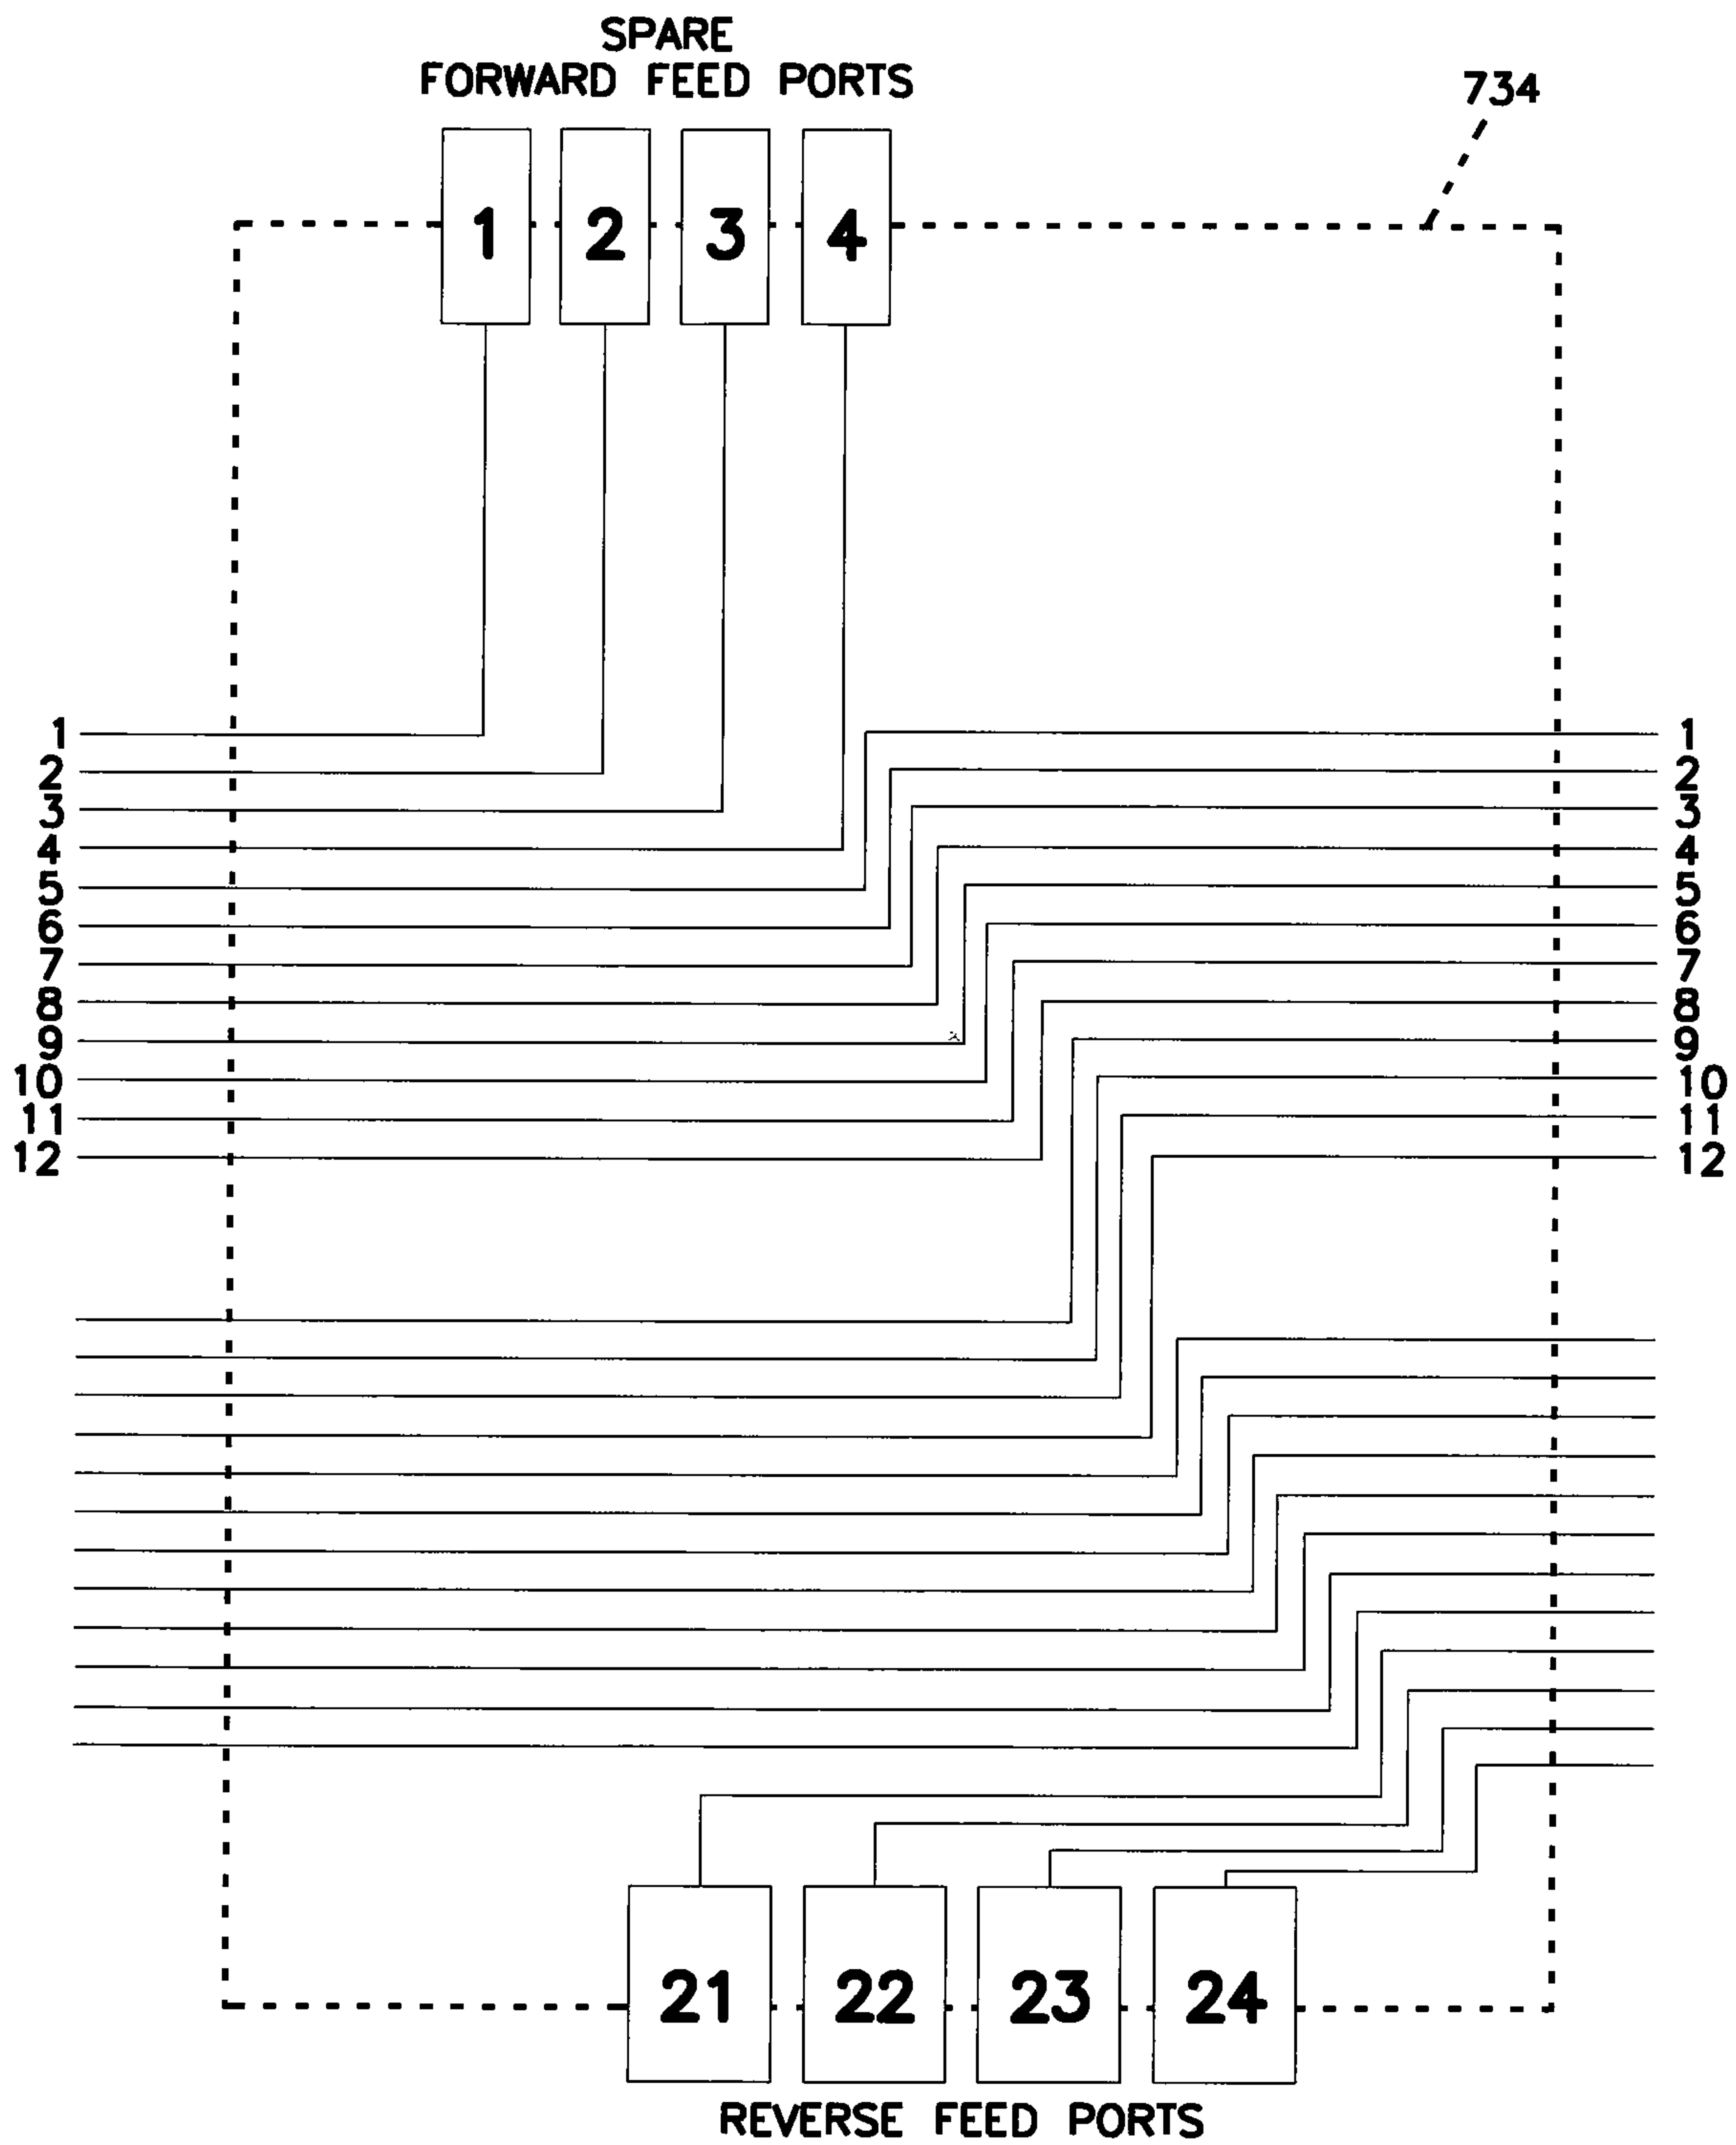 SPARE
FORWARD FEED PORTS
734
1 2 3 4
1 1
2 2
3 3
4 4
5 5
6 6
7 7
8 8
9 9
10 10
11 11
12 12
21 22 23 24
REVERSE FEED PORTS